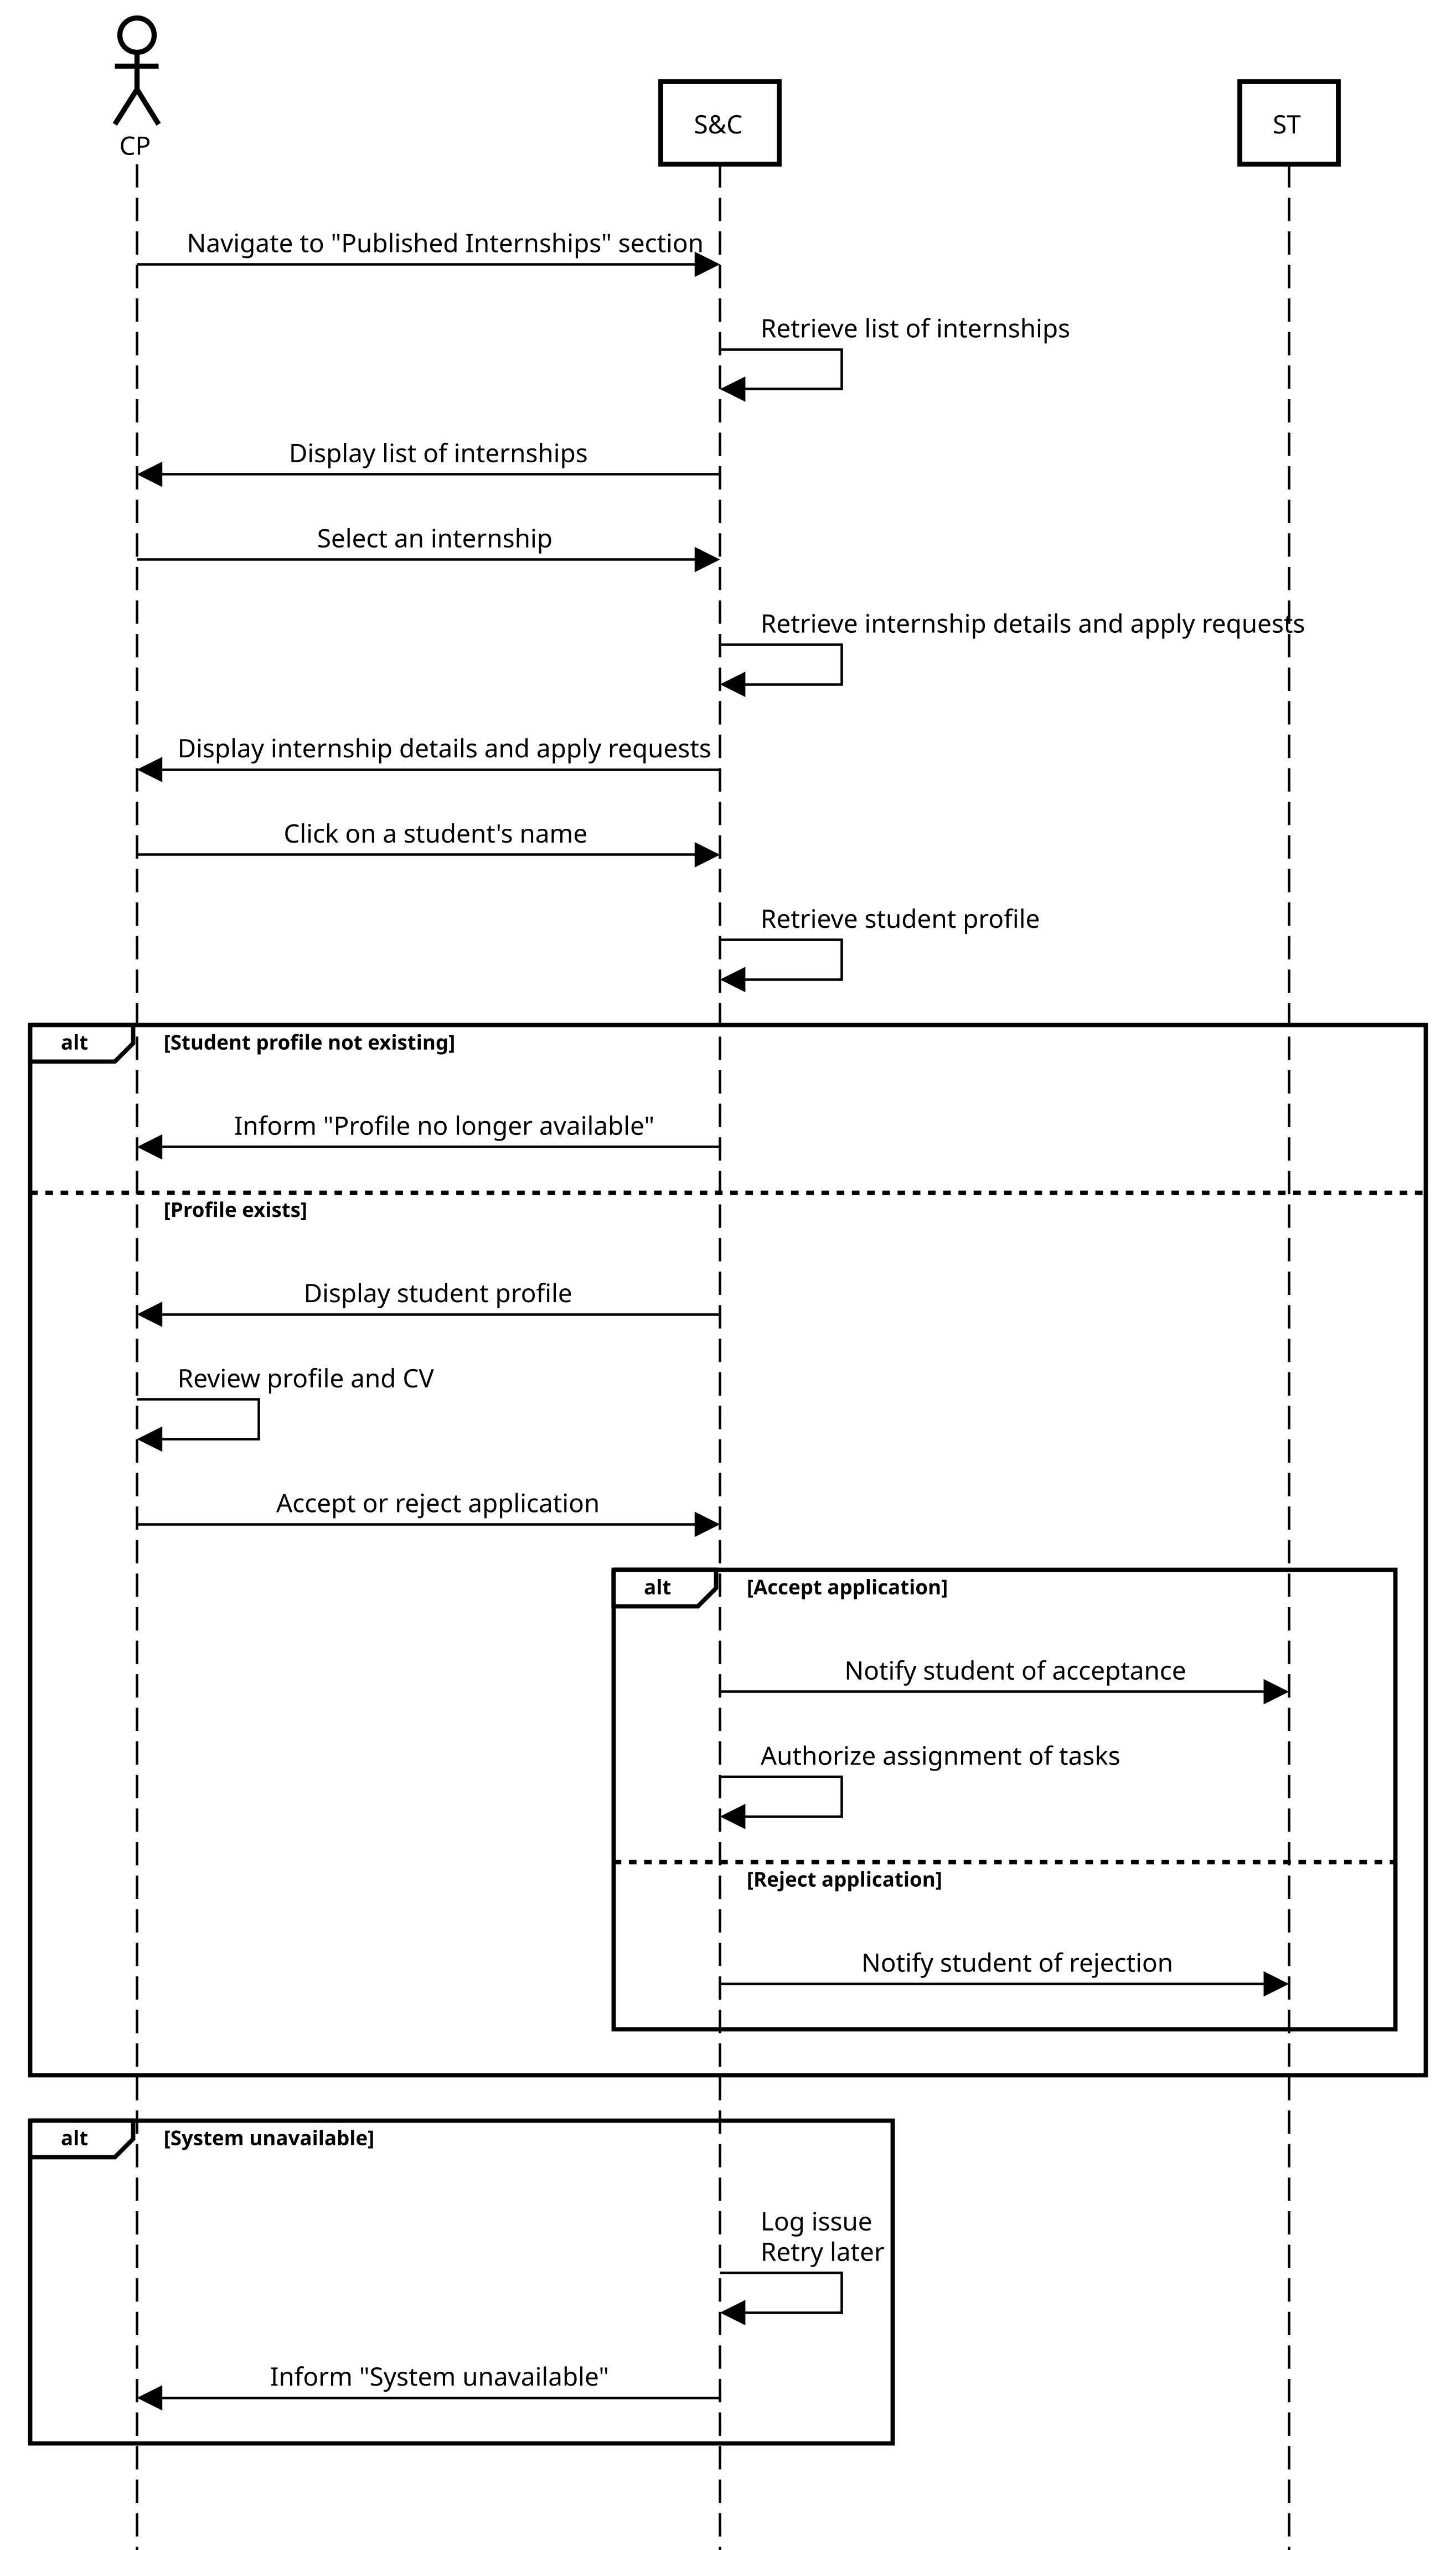 CP
S&C
ST
Navigate to "Published Internships" section
Retrieve list of internships
Display list of internships
Select an internship
Retrieve internship details and apply requests
Display internship details and apply requests
Click on a student's name
Retrieve student profile
alt [Student profile not existing]
Inform "Profile no longer available"
[Profile exists]
Display student profile
Review profile and CV
Accept or reject application
alt [Accept application]
Notify student of acceptance
Authorize assignment of tasks
[Reject application]
Notify student of rejection
alt [System unavailable]
Log issue
Retry later
Inform "System unavailable"